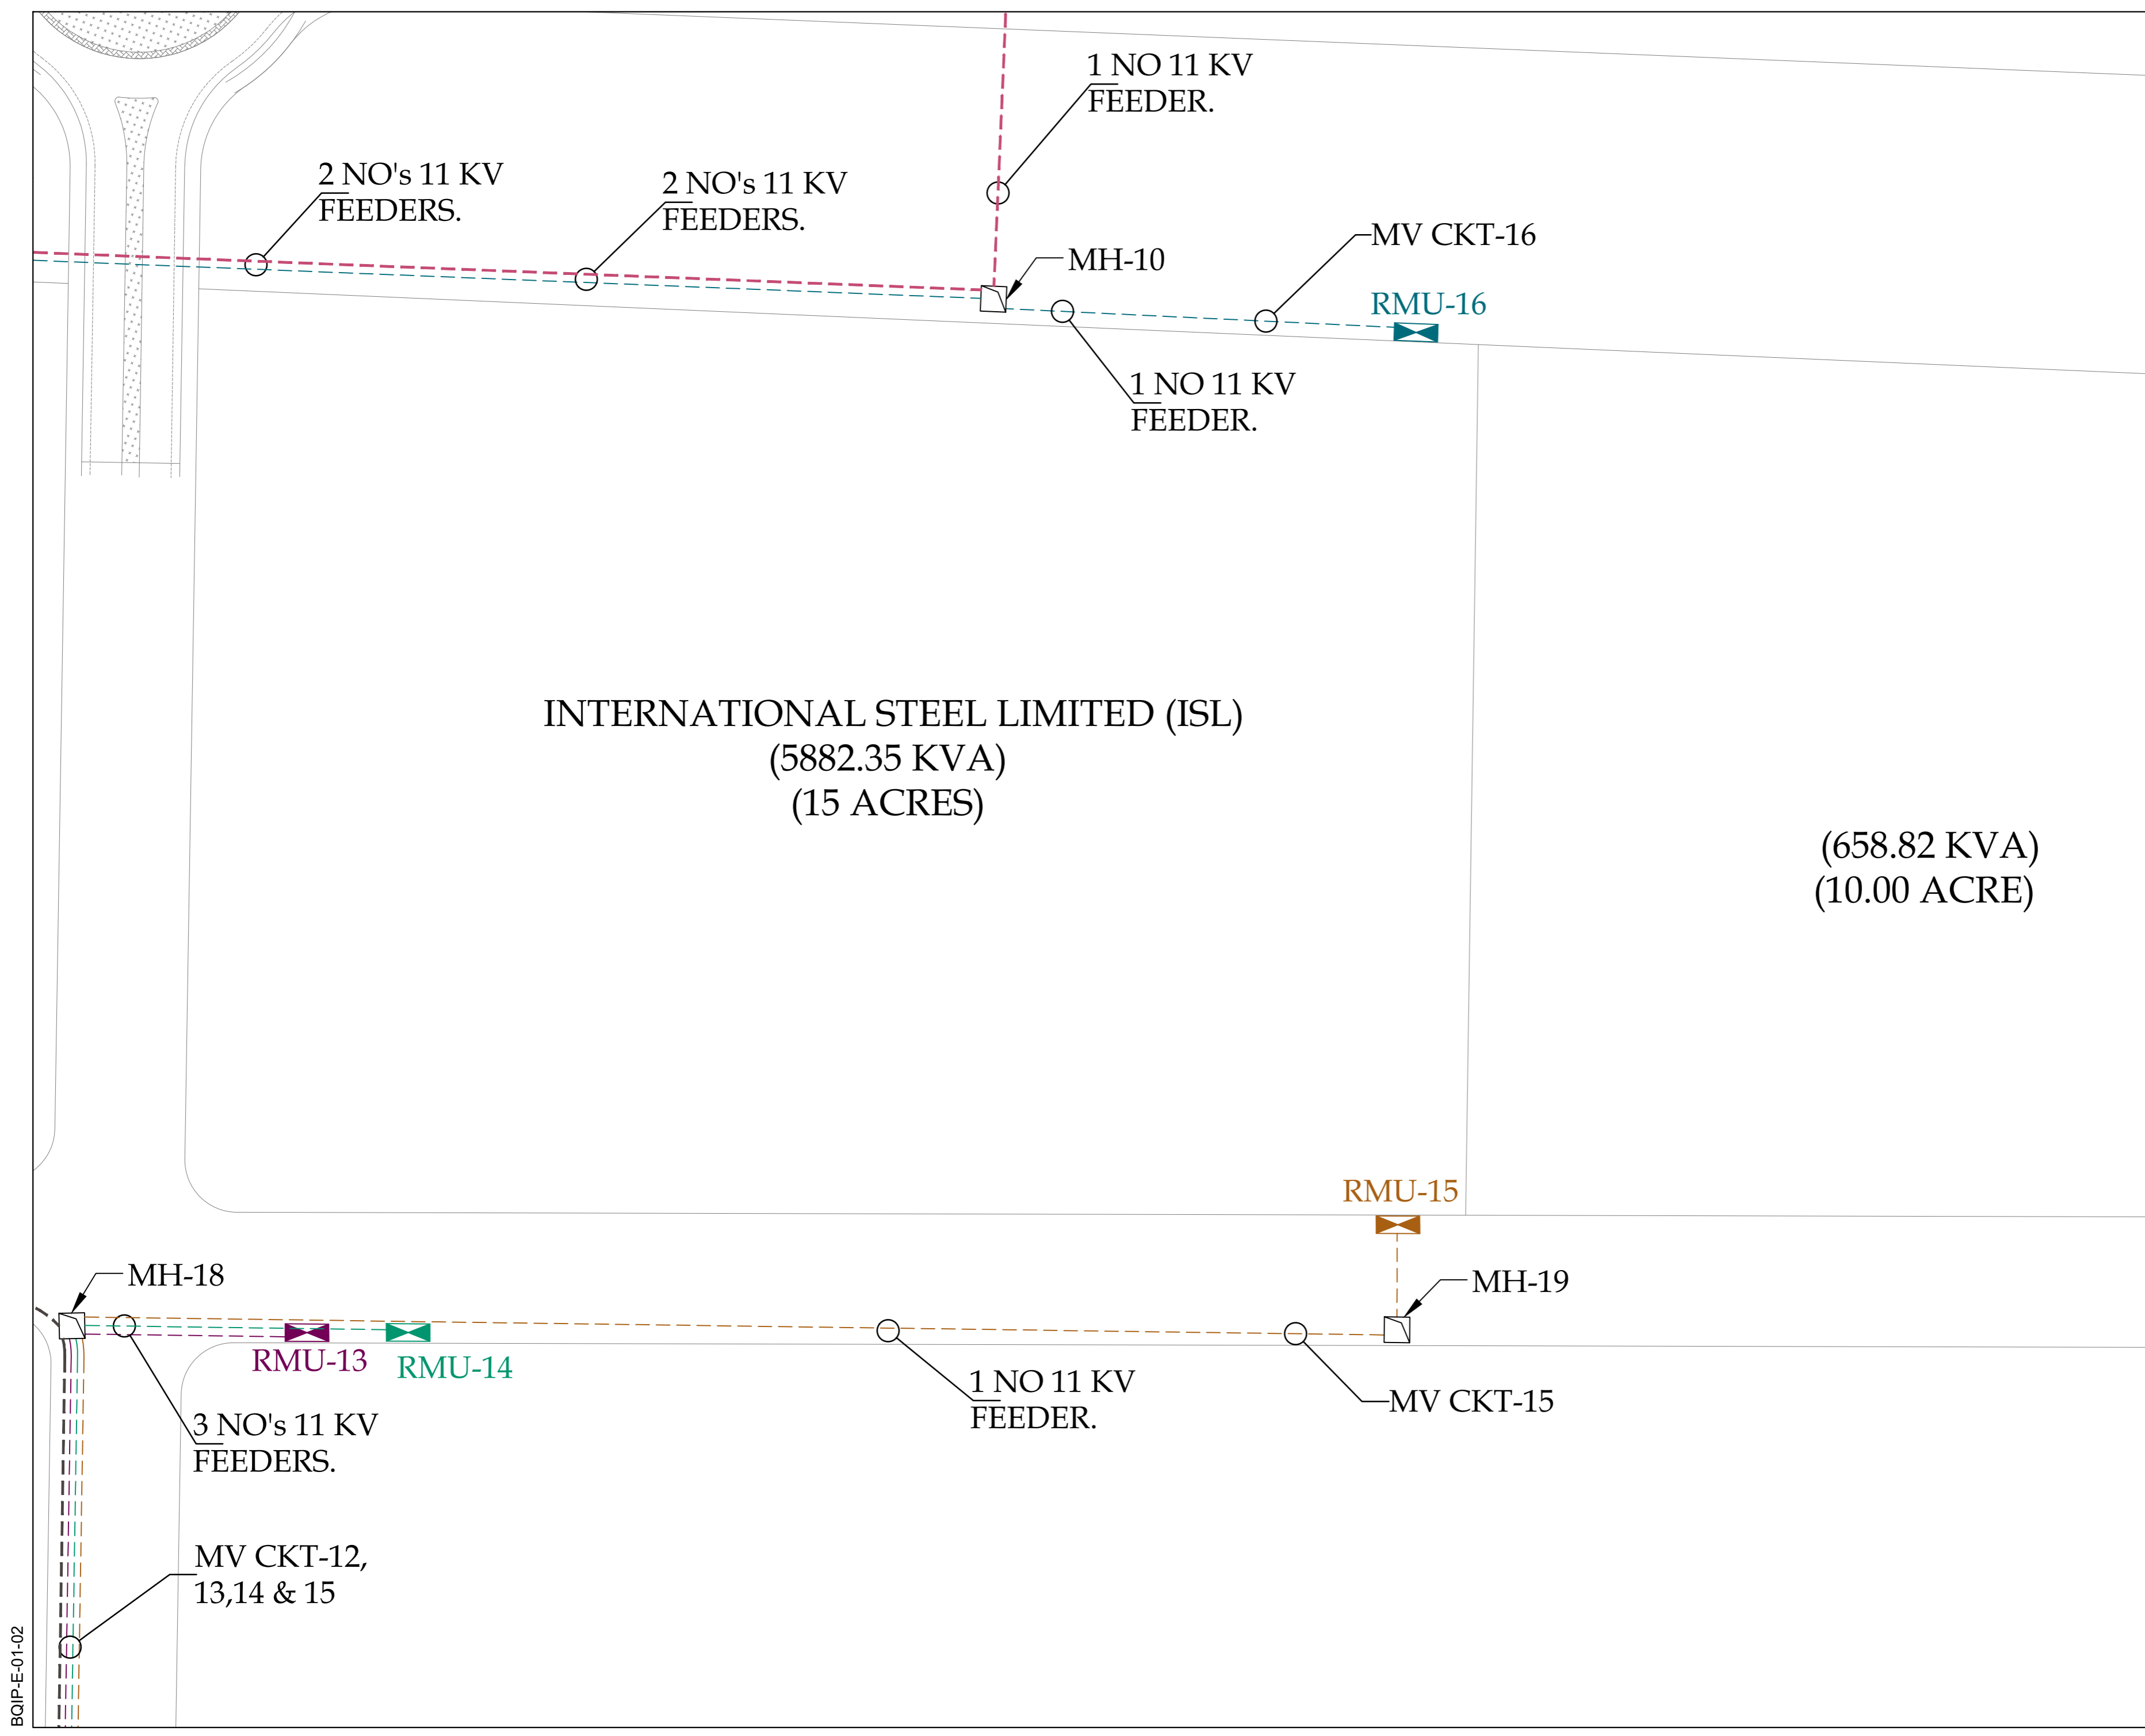 1 NO 11 KV
FEEDER.
2 NO's 11 KV
FEEDERS.
2 NO's 11 KV
FEEDERS.
MV CKT-16
MH-10
RMU-16
1 NO 11 KV
FEEDER.
INTERNATIONAL STEEL LIMITED (ISL)
(5882.35 KVA)
(15 ACRES)
(658.82 KVA)
(10.00 ACRE)
RMU-15
MH-18
MH-19
RMU-13
RMU-14
1 NO 11 KV
FEEDER.
MV CKT-15
3 NO's 11 KV
FEEDERS.
MV CKT-12,
13,14 & 15
BQIP-E-01-02